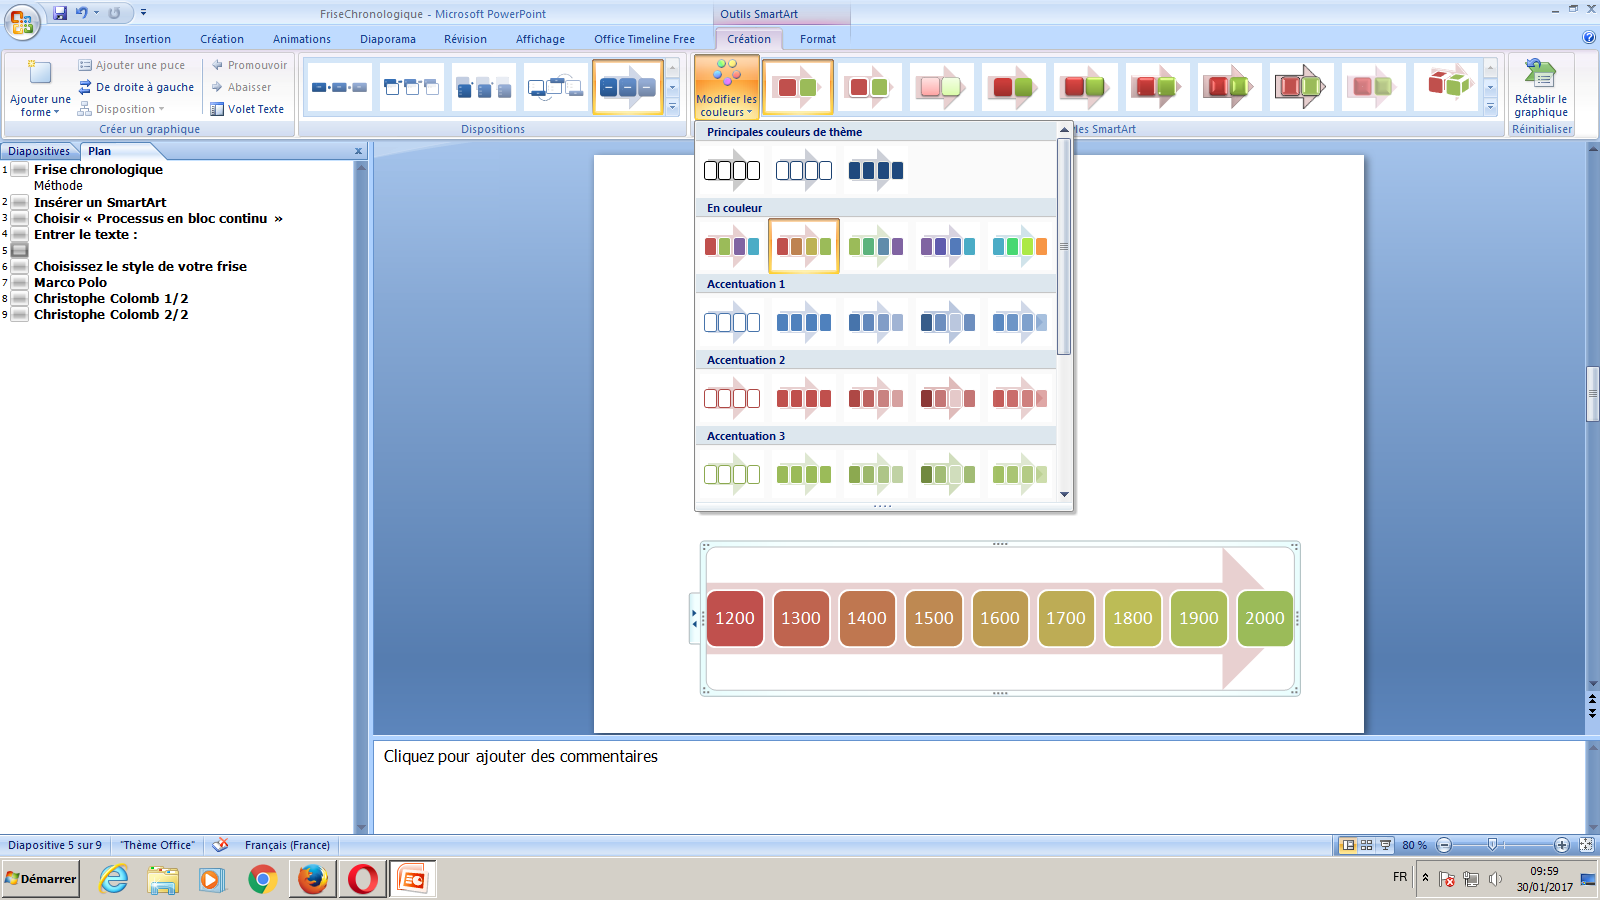 FriseChronologique - Microsoft PowerPoint
Outils SmartArt
Accueil Insertion Création Animations Diaporama Révision Affichage Office Timeline Free Création Format
Ajouter une forme
Ajouter une puce
De droite à gauche
Disposition
Promouvoir
Abaisser
Volet Texte
Créer un graphique
Dispositions
Modifier les couleurs
les SmartArt
Rétablir le graphique
Réinitialiser
Diapositives Plan x
1 Frise chronologique
Méthode
2 Insérer un SmartArt
3 Choisir « Processus en bloc continu »
4 Entrer le texte :
5
6 Choisissez le style de votre frise
7 Marco Polo
8 Christophe Colomb 1/2
9 Christophe Colomb 2/2
Principales couleurs de thème
En couleur
Accentuation 1
Accentuation 2
Accentuation 3
1200 1300 1400 1500 1600 1700 1800 1900 2000
Cliquez pour ajouter des commentaires
Diapositive 5 sur 9 "Thème Office" Français (France) 80 %
Démarrer
FR
09:59
30/01/2017